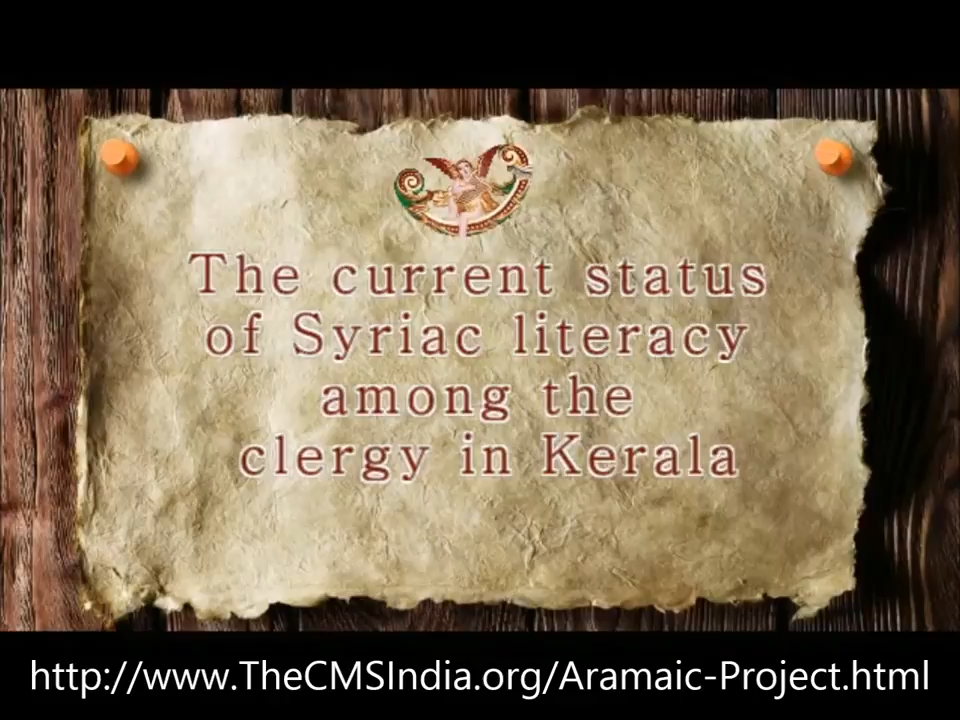 The current status
of Syriac literacy
among the
clergy in Kerala
http://www.TheCMSIndia.org/Aramaic-Project.html